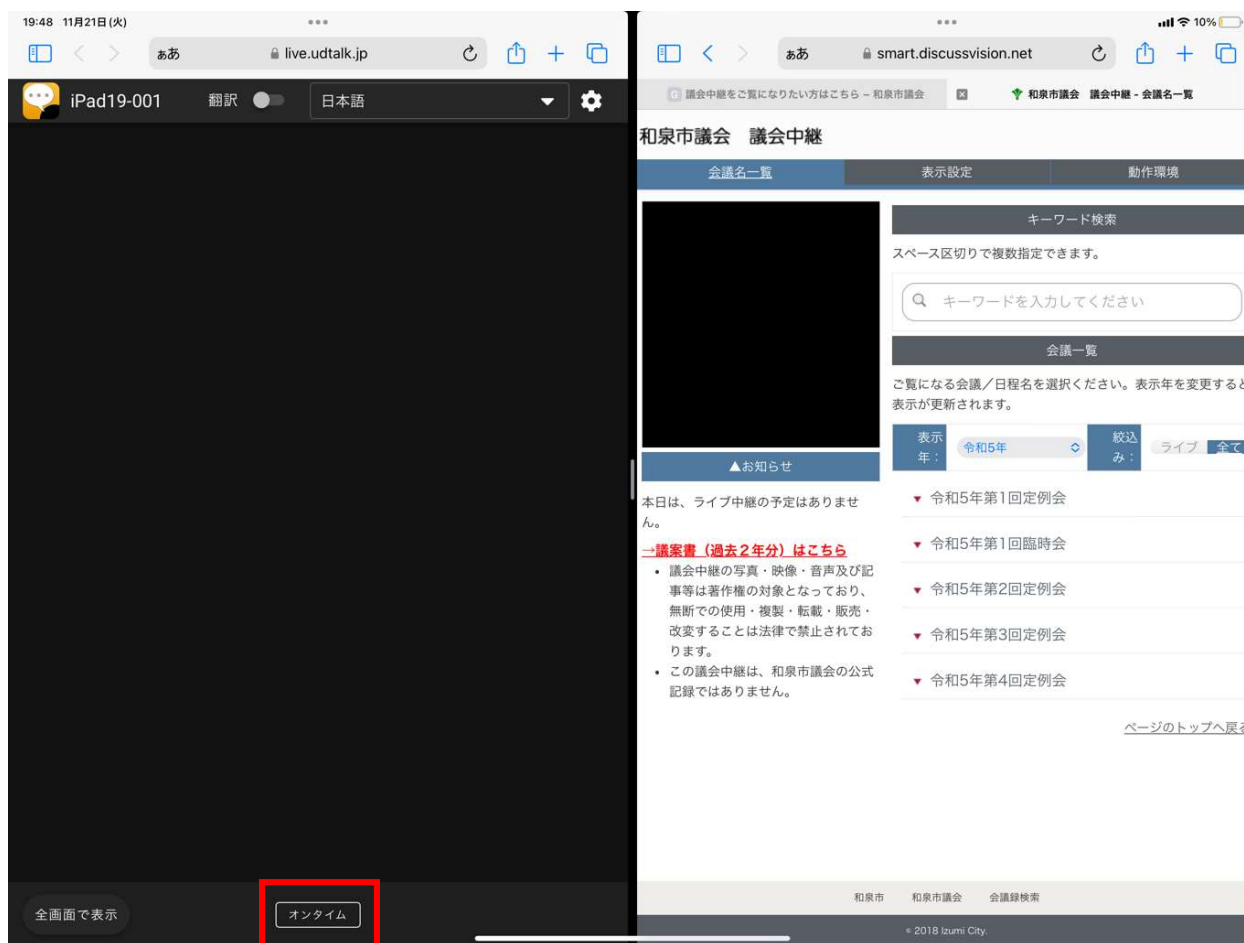 19:48 11月21日(火)
ぁあ
live.udtalk.jp
iPad19-001
翻訳
日本語
全画面で表示
オンタイム
10%
ぁあ
smart.discussvision.net
議会中継をご覧になりたい方はこちら – 和泉市議会
和泉市議会 議会中継 - 会議名一覧
和泉市議会 議会中継
会議名一覧
表示設定
動作環境
▲お知らせ
本日は、ライブ中継の予定はありませ
ん。
→議案書（過去２年分）はこちら
• 議会中継の写真・映像・音声及び記
事等は著作権の対象となっており、
無断での使用・複製・転載・販売・
改変することは法律で禁止されてお
ります。
• この議会中継は、和泉市議会の公式
記録ではありません。
キーワード検索
スペース区切りで複数指定できます。
キーワードを入力してください
会議一覧
ご覧になる会議／日程名を選択ください。表示年を変更すると
表示が更新されます。
表示
年：
令和5年
絞込
み：
ライブ
全て
▼ 令和5年第1回定例会
▼ 令和5年第1回臨時会
▼ 令和5年第2回定例会
▼ 令和5年第3回定例会
▼ 令和5年第4回定例会
ページのトップへ戻る
和泉市
和泉市議会
会議録検索
© 2018 Izumi City.